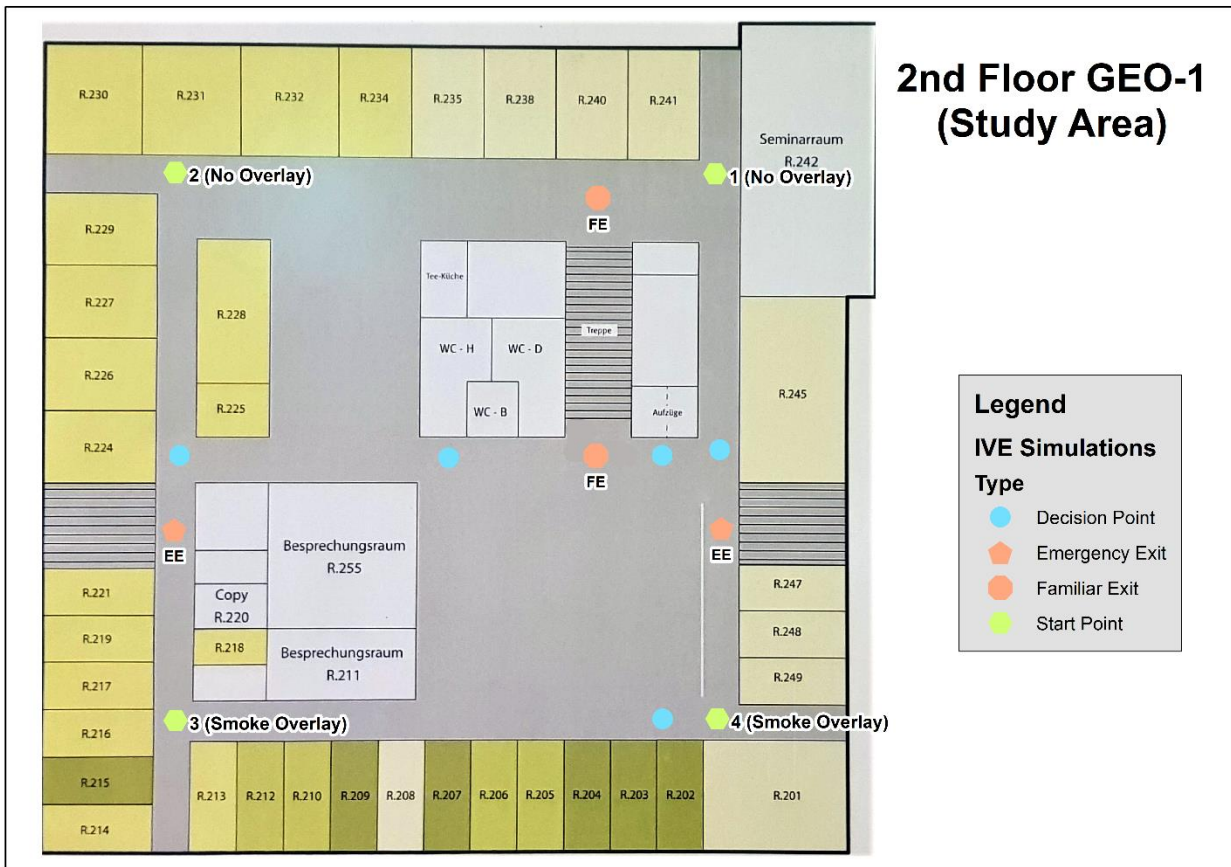 2nd Floor GEO-1
(Study Area)
R.230
R.231
R.232
R.234
R.235
R.238
R.240
R.241
Seminarraum
R.242
2 (No Overlay)
1 (No Overlay)
FE
R.229
R.227
R.226
R.224
R.228
R.225
Tee-Küche
WC - H
WC - D
WC - B
Treppe
Aufzüge
R.245
FE
EE
EE
Besprechungsraum
R.255
Copy
R.220
R.218
Besprechungsraum
R.211
R.221
R.219
R.217
R.216
R.215
R.214
R.247
R.248
R.249
3 (Smoke Overlay)
4 (Smoke Overlay)
R.213
R.212
R.210
R.209
R.208
R.207
R.206
R.205
R.204
R.203
R.202
R.201
Legend
IVE Simulations
Type
Decision Point
Emergency Exit
Familiar Exit
Start Point